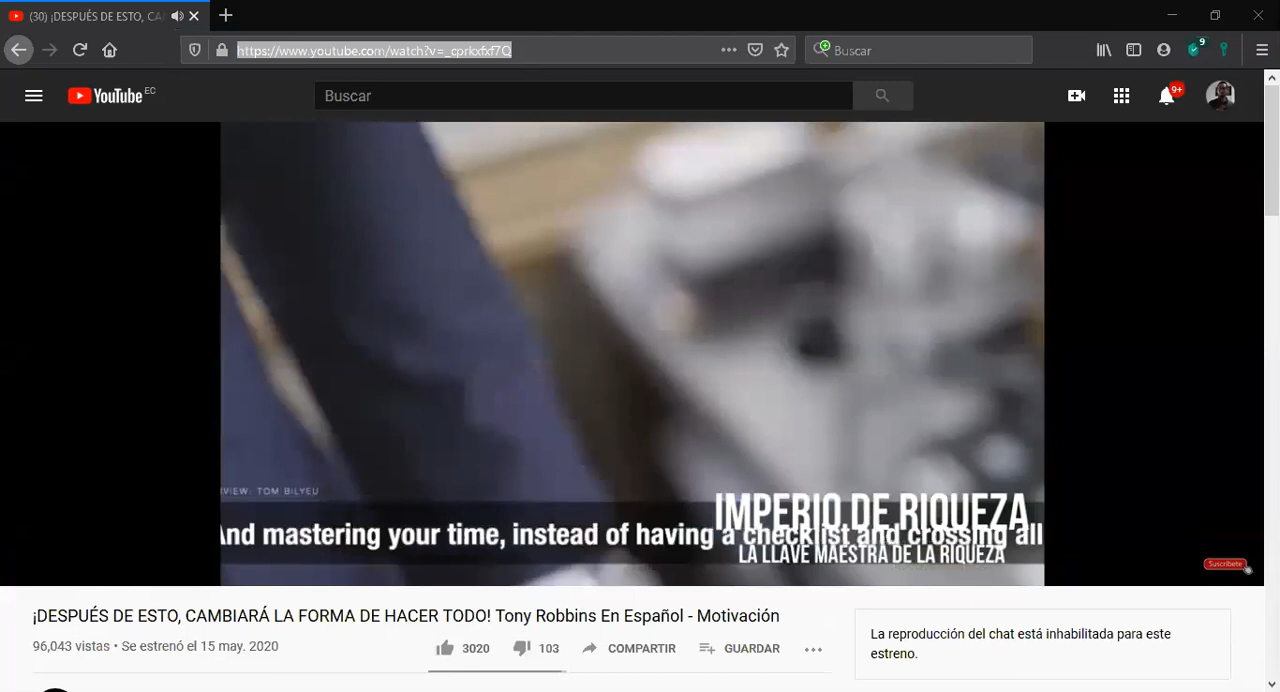 (30) ¡DESPUÉS DE ESTO, CA
https://www.youtube.com/watch?v=_cprkxfxf7Q
Buscar
9
YouTube EC
Buscar
9+
VIEW: TOM BILYEU
IMPERIO DE RIQUEZA
And mastering your time, instead of having a checklist and crossing all
LA LLAVE MAESTRA DE LA RIQUEZA
Suscríbete
¡DESPUÉS DE ESTO, CAMBIARÁ LA FORMA DE HACER TODO! Tony Robbins En Español - Motivación
96,043 vistas • Se estrenó el 15 may. 2020
3020
103
COMPARTIR
GUARDAR
La reproducción del chat está inhabilitada para este
estreno.